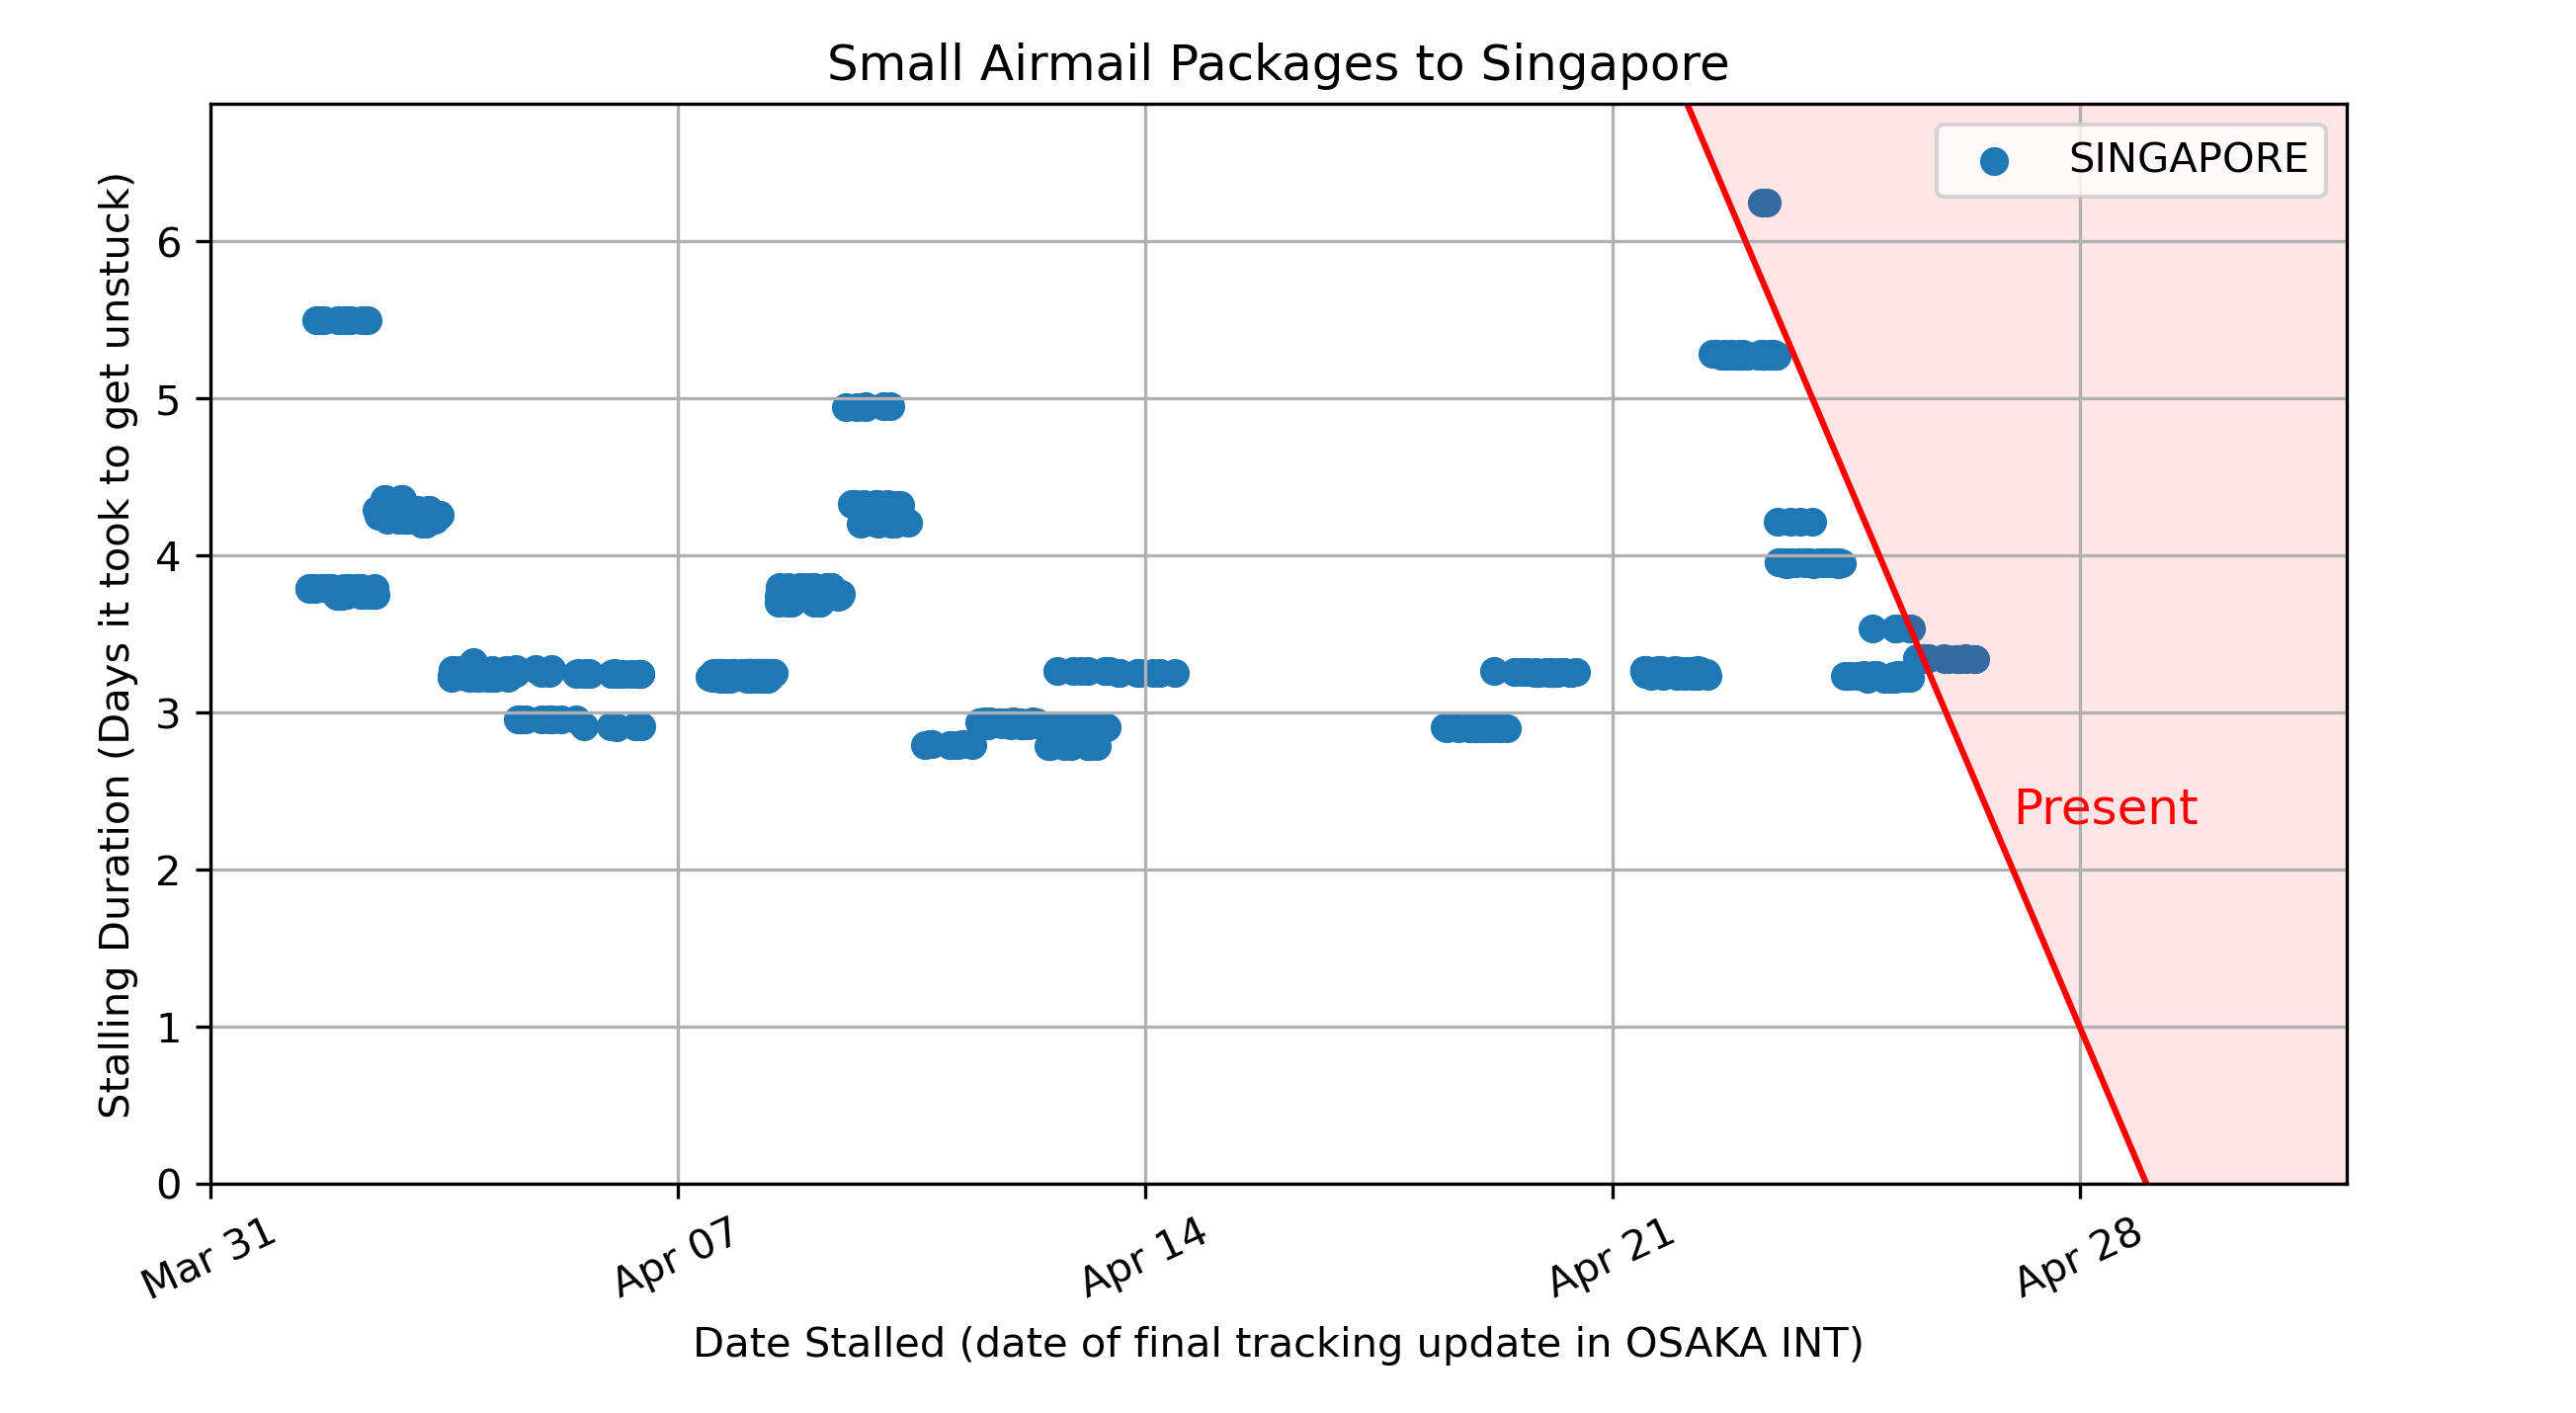 Small Airmail Packages to Singapore
SINGAPORE
Stalling Duration (Days it took to get unstuck)
6
5
4
3
2
1
0
Present
Mar 31
Apr 07
Apr 14
Apr 21
Apr 28
Date Stalled (date of final tracking update in OSAKA INT)